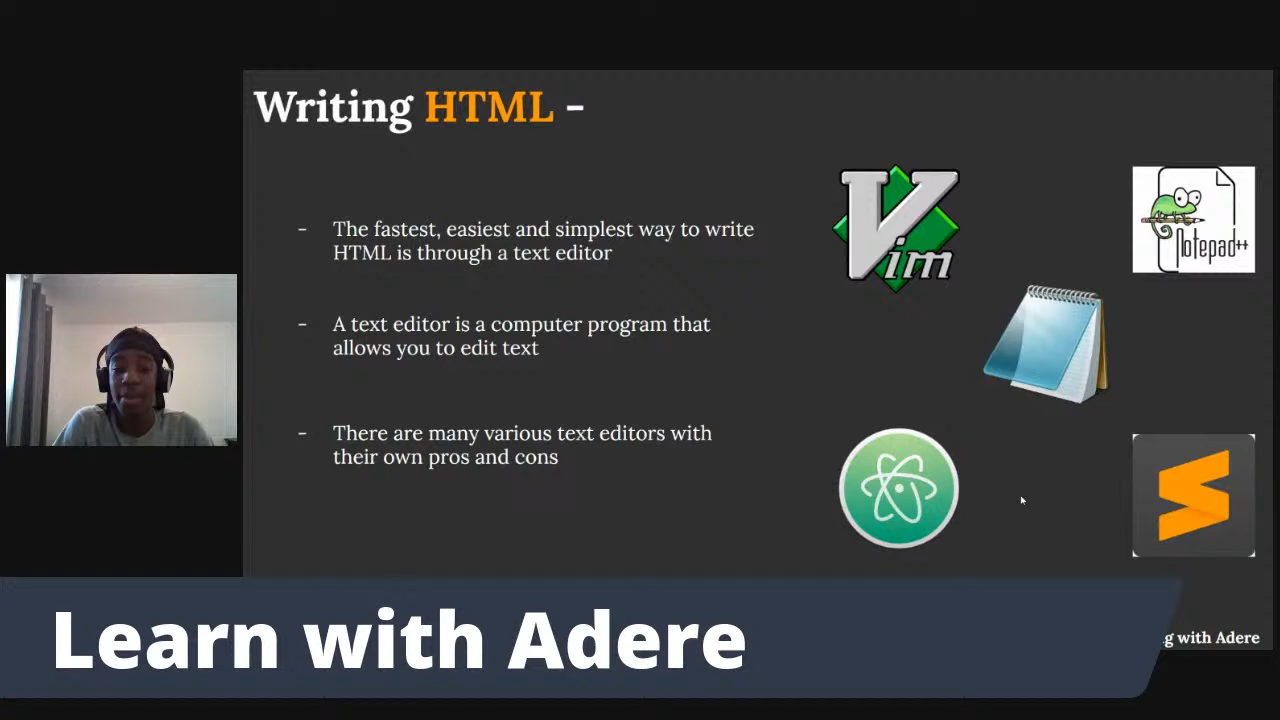 Writing HTML -
- The fastest, easiest and simplest way to write
HTML is through a text editor
- A text editor is a computer program that
allows you to edit text
- There are many various text editors with
their own pros and cons
Vim
Notepad++
Learn with Adere
g with Adere